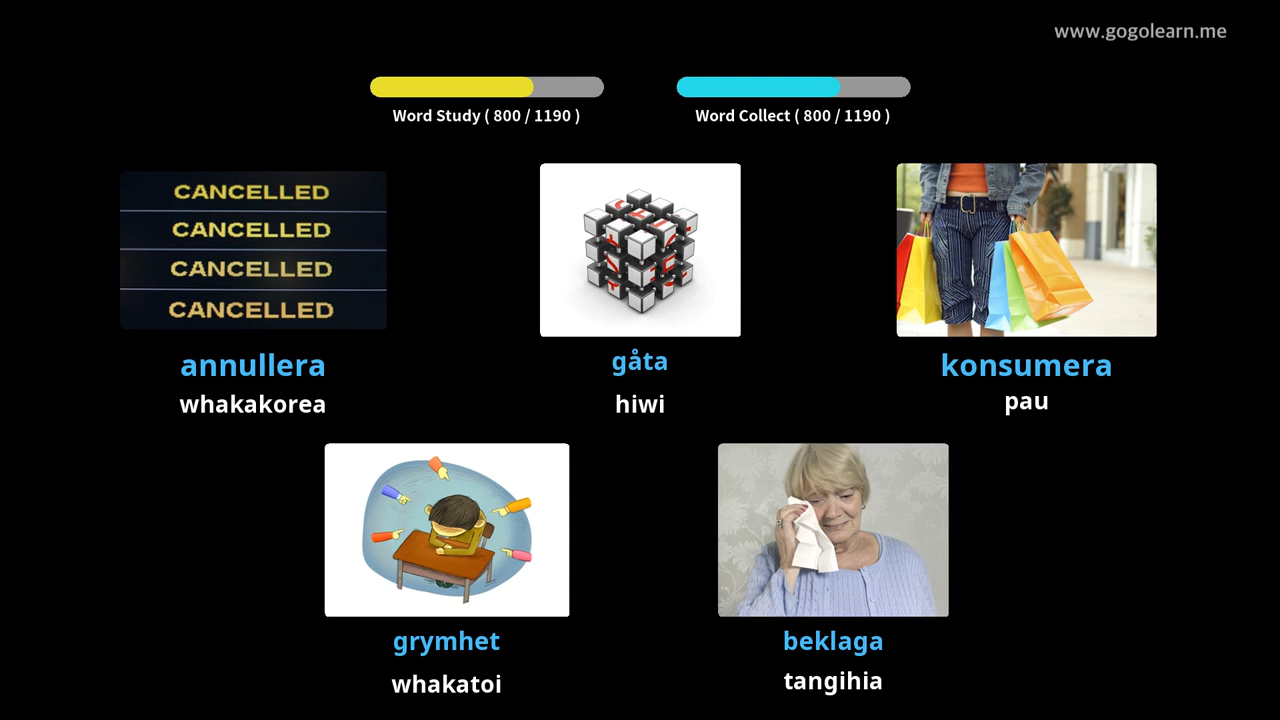 www.gogolearn.me
Word Study ( 800 / 1190 )
Word Collect ( 800 / 1190 )
CANCELLED
CANCELLED
CANCELLED
CANCELLED
annullera
whakakorea
gåta
hiwi
konsumera
pau
grymhet
whakatoi
beklaga
tangihia